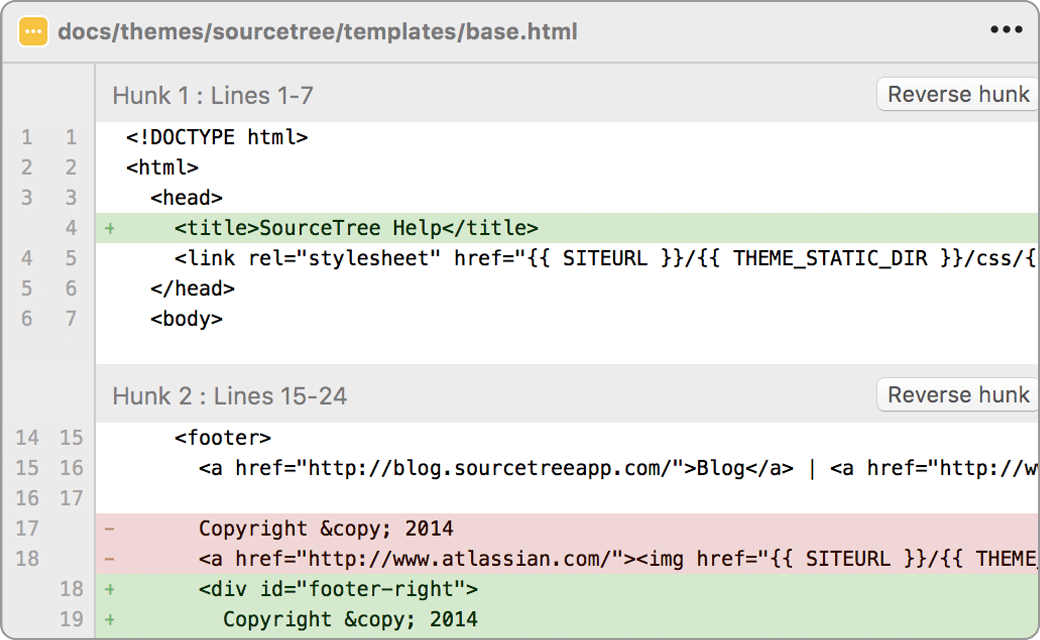 docs/themes/sourcetree/templates/base.html
Hunk 1 : Lines 1-7 Reverse hunk
1 1 <!DOCTYPE html>
2 2 <html>
3 3 <head>
4 + <title>SourceTree Help</title>
4 5 <link rel="stylesheet" href="{{ SITEURL }}/{{ THEME_STATIC_DIR }}/css/{
5 6 </head>
6 7 <body>
Hunk 2 : Lines 15-24 Reverse hunk
14 15 <footer>
15 16 <a href="http://blog.sourcetreeapp.com/">Blog</a> | <a href="http://w
16 17
17 - Copyright &copy; 2014
18 - <a href="http://www.atlassian.com/"><img href="{{ SITEURL }}/{{ THEME_
18 + <div id="footer-right">
19 + Copyright &copy; 2014